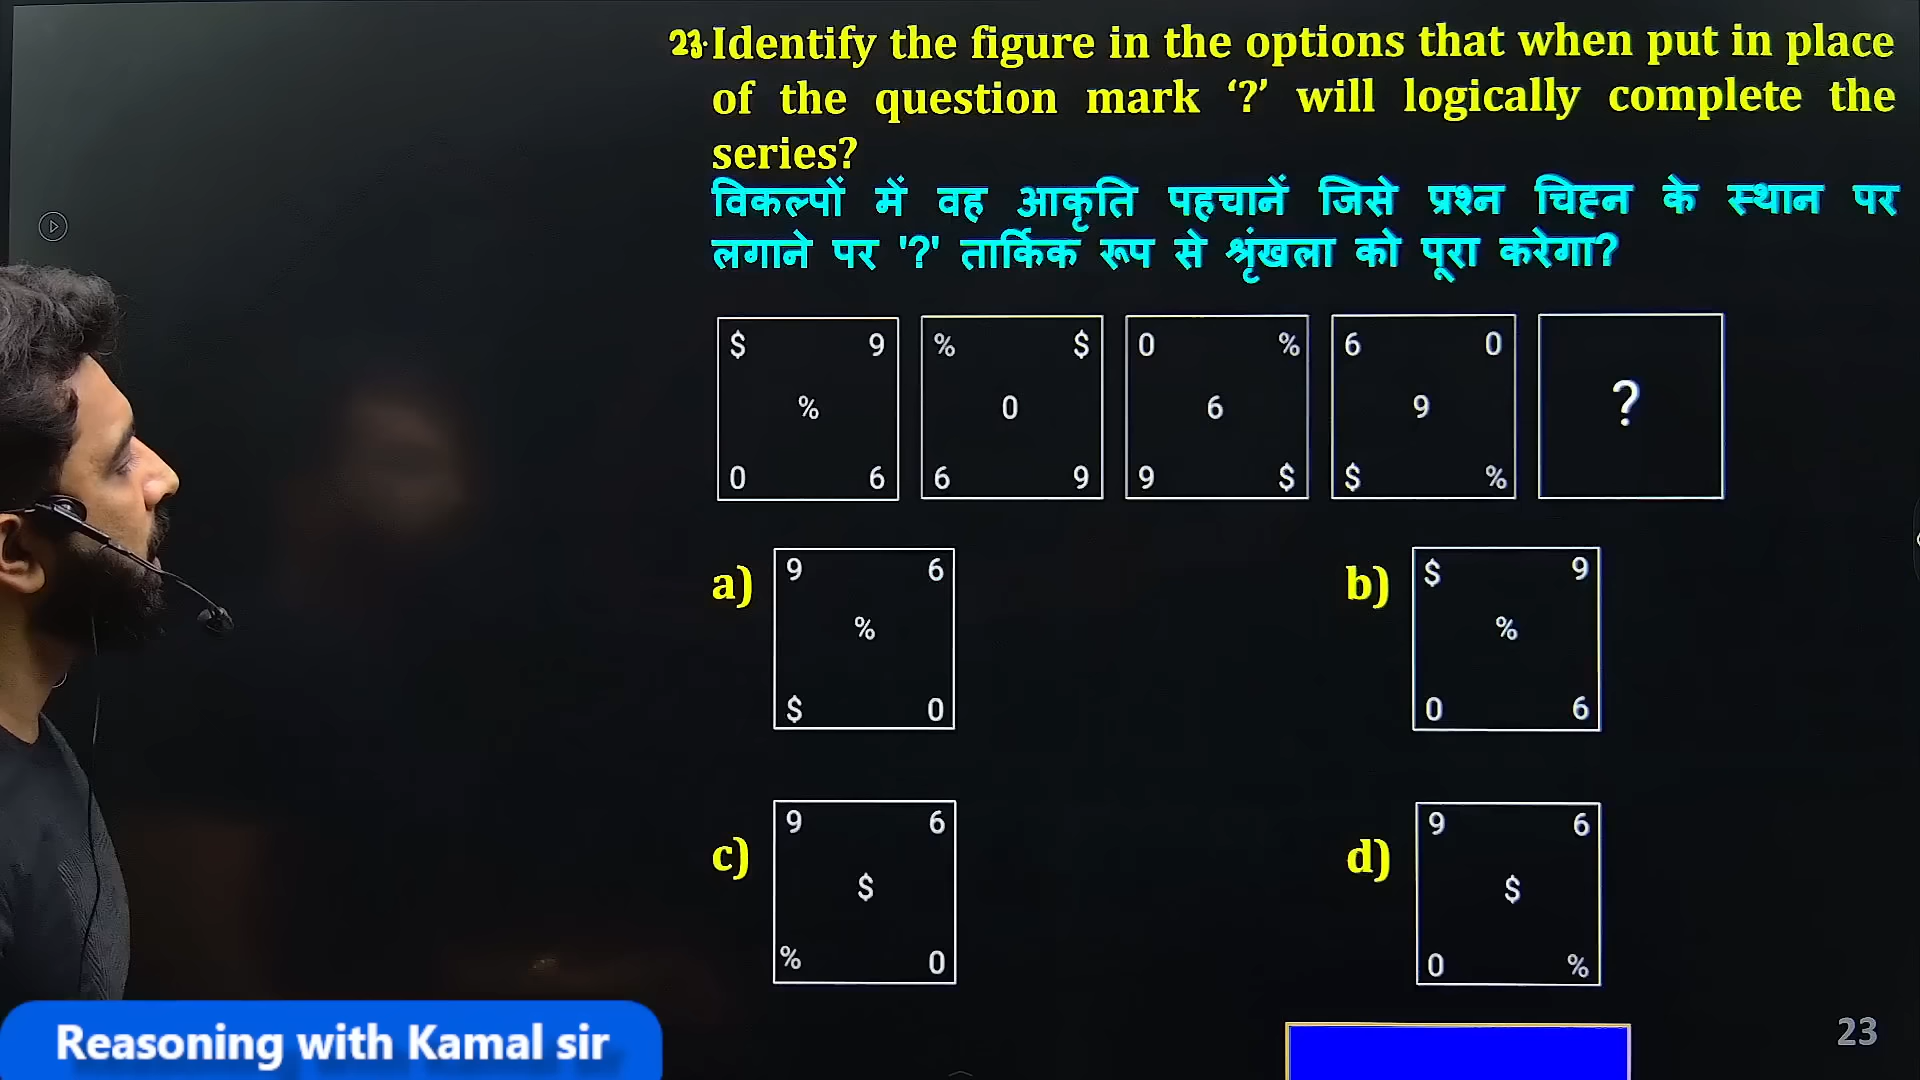 23. Identify the figure in the options that when put in place
of the question mark ‘?’ will logically complete the
series?
विकल्पों में वह आकृति पहचानें जिसे प्रश्न चिह्न के स्थान पर
लगाने पर '?' तार्किक रूप से श्रृंखला को पूरा करेगा?
$ 9 % $ 0 % 6 0
% 0 6 9 ?
0 6 6 9 9 $ $ %
a) 9 6
%
$ 0
b) $ 9
%
0 6
c) 9 6
$
% 0
d) 9 6
$
0 %
Reasoning with Kamal sir
23